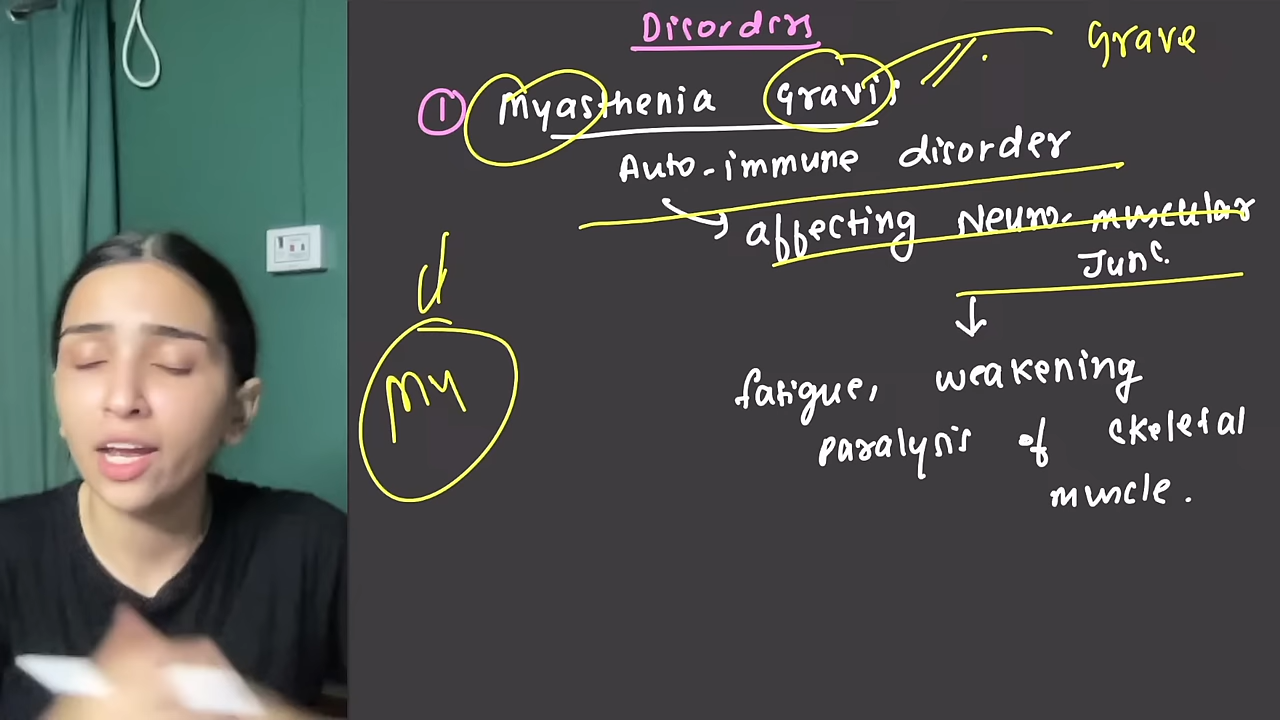 Disorders
Grave
① Myasthenia Gravis
Auto-immune disorder
affecting Neuro-muscular
Junc.
My
fatigue, weakening
paralysis of skeletal
muscle.